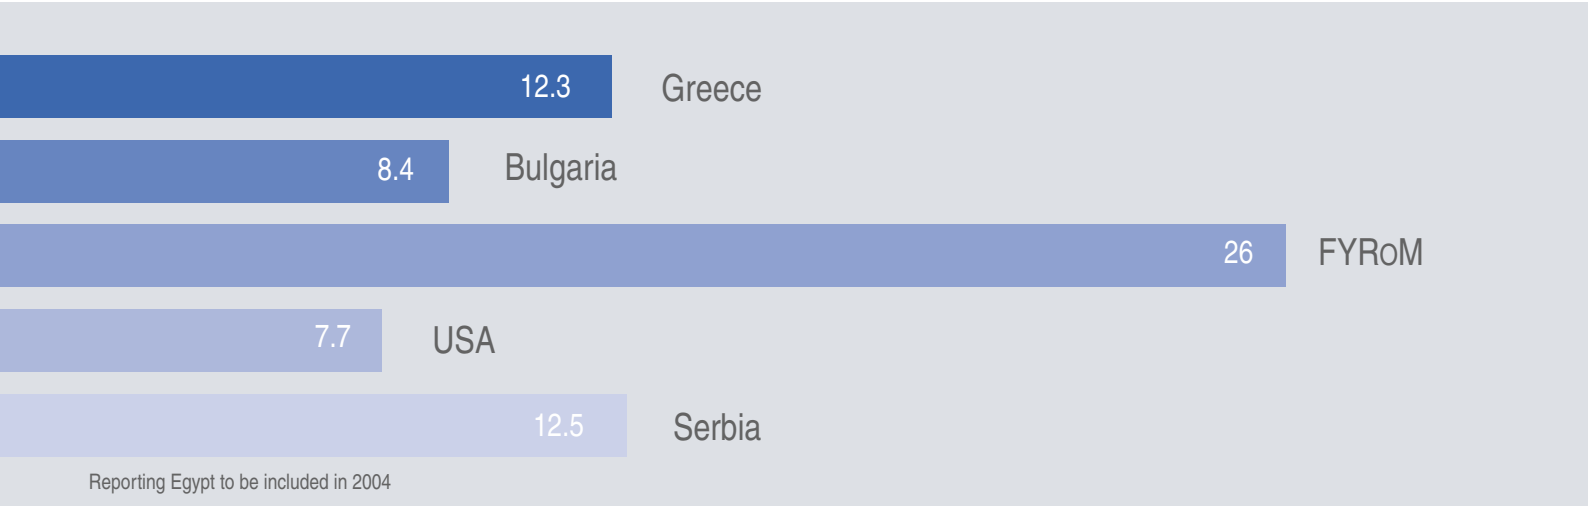 12.3 Greece
8.4 Bulgaria
26 FYROM
7.7 USA
12.5 Serbia
Reporting Egypt to be included in 2004